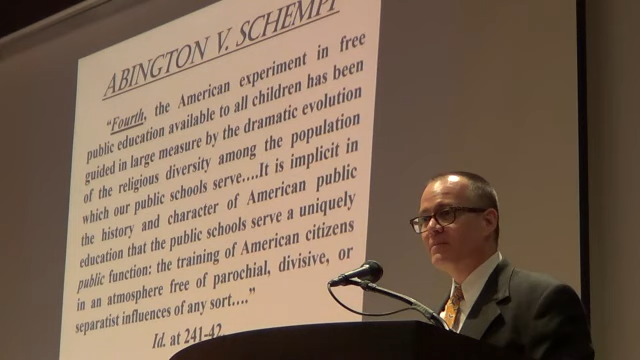 ABINGTON V. SCHEMPP
"Fourth, the American experiment in free
public education available to all children has been
guided in large measure by the dramatic evolution
of the religious diversity among the population
which our public schools serve....It is implicit in
the history and character of American public
education that the public schools serve a uniquely
public function: the training of American citizens
in an atmosphere free of parochial, divisive, or
separatist influences of any sort...."
Id. at 241-42.